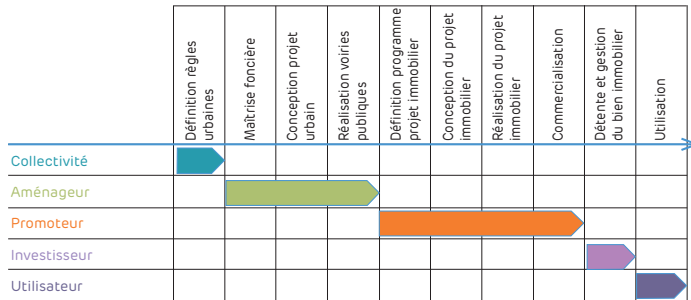 Définition règles
urbaines
Maîtrise foncière
Conception projet
urbain
Réalisation voiries
publiques
Définition programme
projet immobilier
Conception du projet
immobilier
Réalisation du projet
immobilier
Commercialisation
Détente et gestion
du bien immobilier
Utilisation
Collectivité
Aménageur
Promoteur
Investisseur
Utilisateur